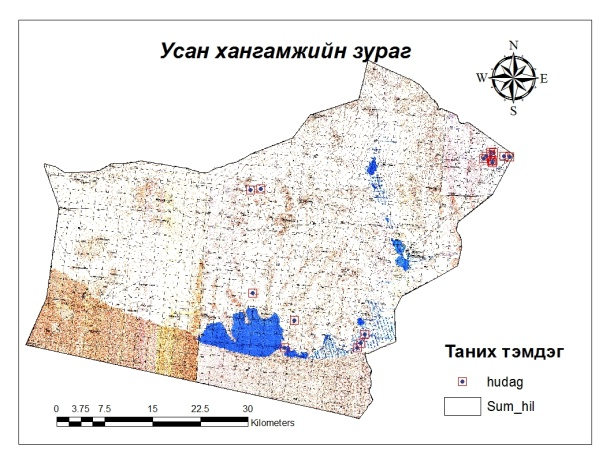 Усан хангамжийн зураг
N
W E
S
Таних тэмдэг
hudag
Sum_hil
0 3.75 7.5 15 22.5 30
Kilometers